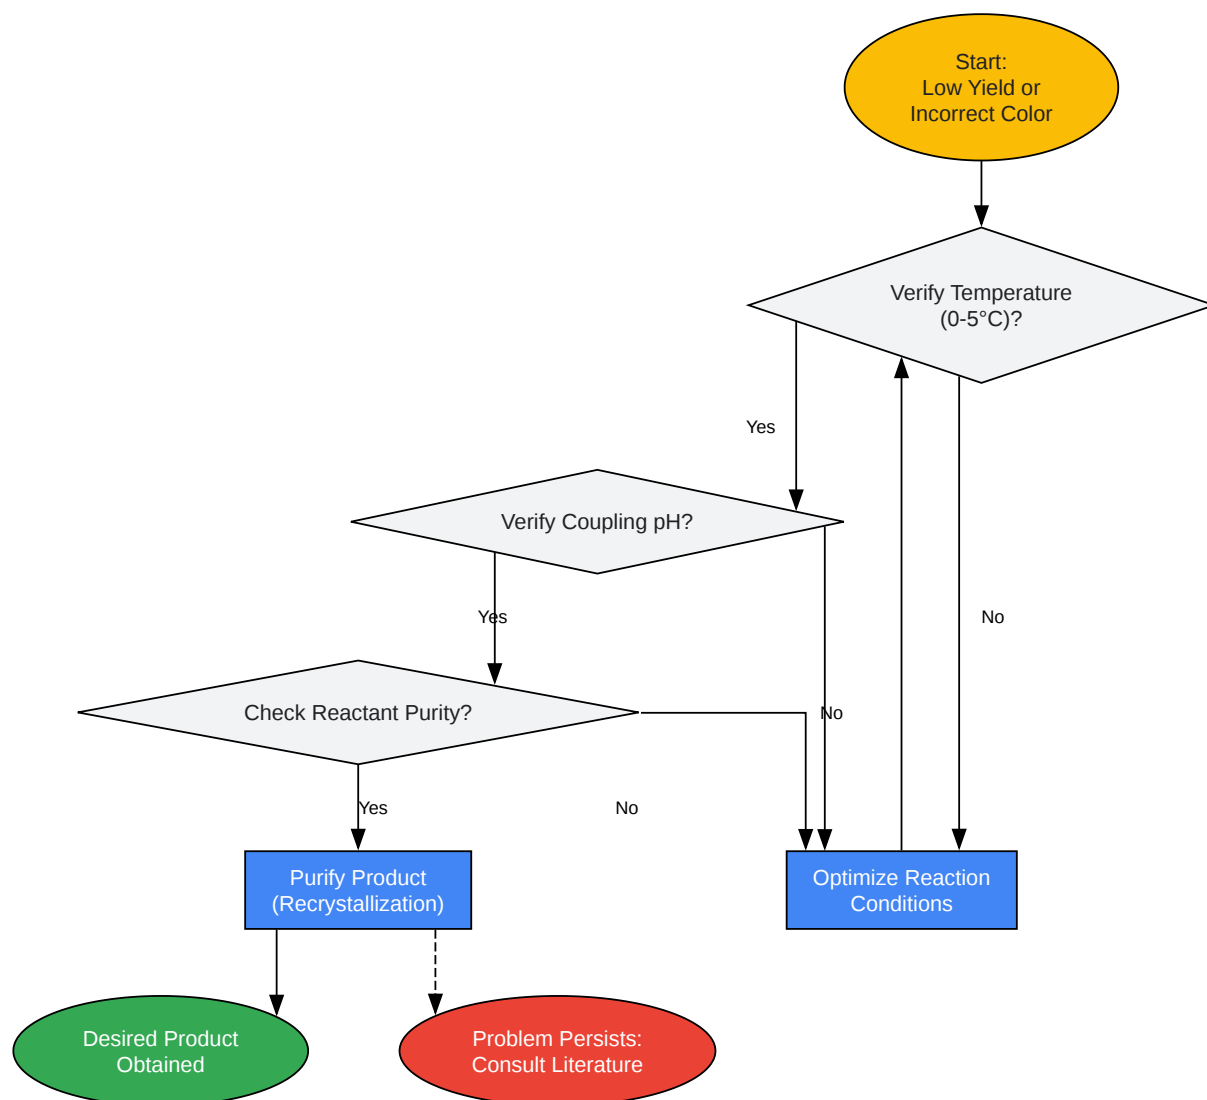 Start:
Low Yield or
Incorrect Color
Verify Temperature
(0-5°C)?
Yes
Verify Coupling pH?
Yes
No
Check Reactant Purity?
No
Yes
No
Purify Product
(Recrystallization)
Optimize Reaction
Conditions
Desired Product
Obtained
Problem Persists:
Consult Literature